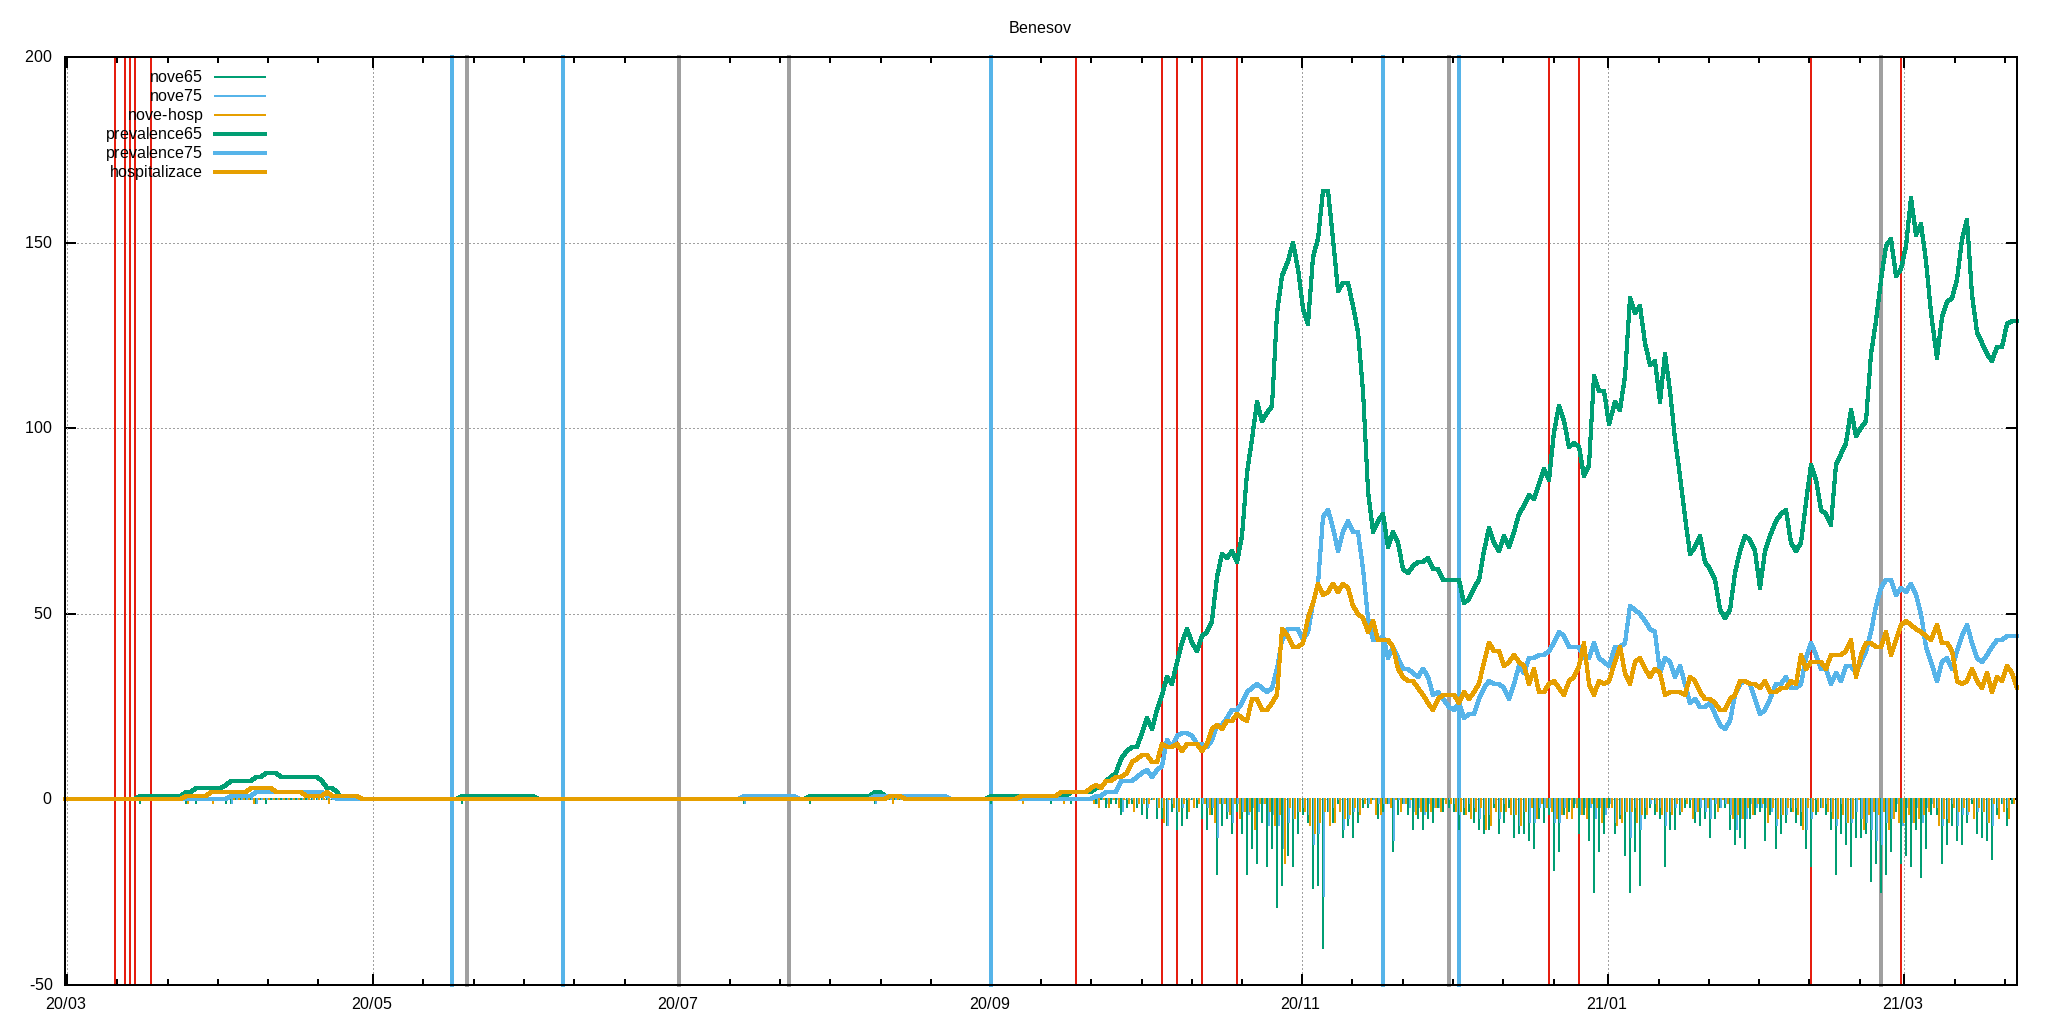 Benesov
200
nove65
nove75
nove-hosp
prevalence65
prevalence75
hospitalizace
150
100
50
0
-50
20/03 20/05 20/07 20/09 20/11 21/01 21/03